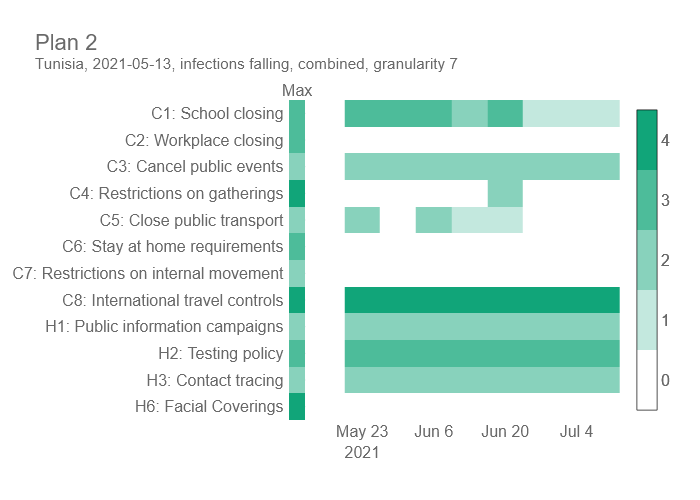 Plan 2
Tunisia, 2021-05-13, infections falling, combined, granularity 7
Max
C1: School closing
C2: Workplace closing
C3: Cancel public events
C4: Restrictions on gatherings
C5: Close public transport
C6: Stay at home requirements
C7: Restrictions on internal movement
C8: International travel controls
H1: Public information campaigns
H2: Testing policy
H3: Contact tracing
H6: Facial Coverings
May 23 Jun 6 Jun 20 Jul 4
2021
4
3
2
1
0